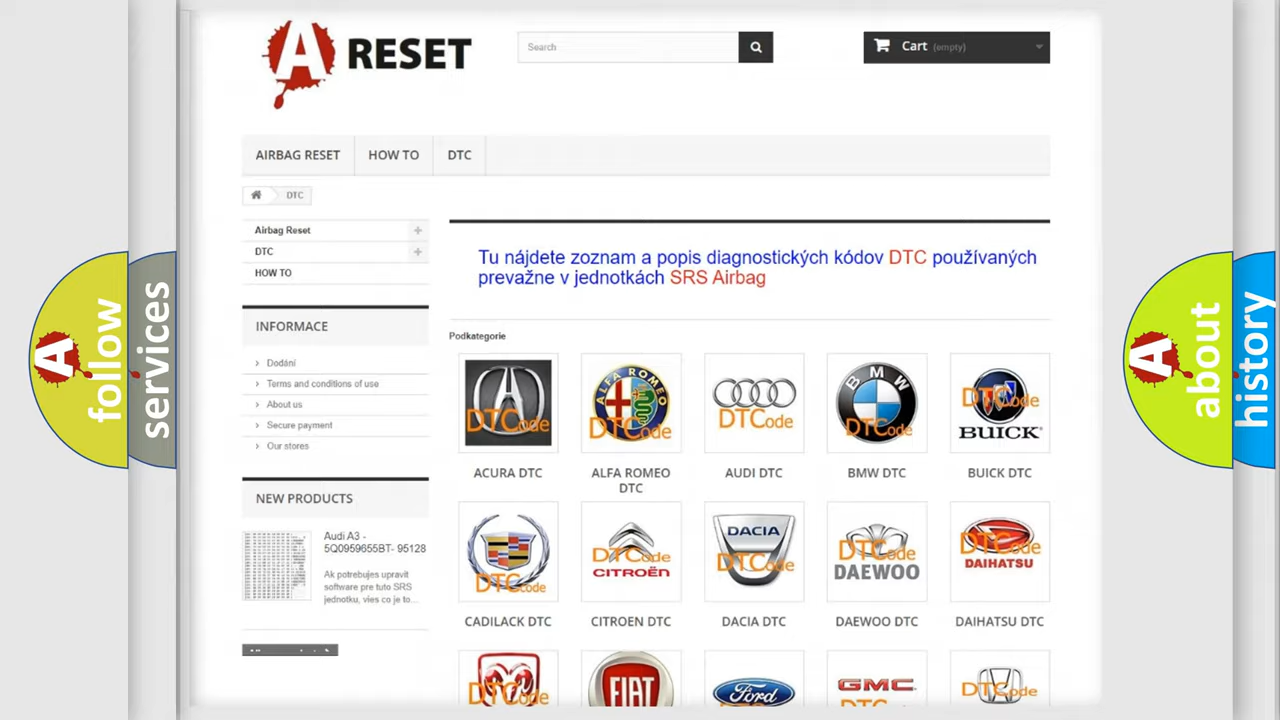 A RESET
Search
Cart (empty)
AIRBAG RESET
HOW TO
DTC
DTC
Airbag Reset
DTC
HOW TO
Tu nájdete zoznam a popis diagnostických kódov DTC používaných
prevažne v jednotkách SRS Airbag
INFORMACE
Dodání
Terms and conditions of use
About us
Secure payment
Our stores
NEW PRODUCTS
Audi A3 -
5Q0959655BT- 95128
Ak potrebujes upravit
software pre tuto SRS
jednotku, vies co je to...
Podkategorie
DTCode
ALFA ROMEO
DTCode
DTCode
BMW
DTCode
DTCode
BUICK
ACURA DTC
ALFA ROMEO
DTC
AUDI DTC
BMW DTC
BUICK DTC
DTCode
DTCode
CITROËN
DACIA
DTCode
DTCode
DAEWOO
DTCode
DAIHATSU
CADILACK DTC
CITROEN DTC
DACIA DTC
DAEWOO DTC
DAIHATSU DTC
DTCode
FIAT
Ford
GMC
DTCode
A follow
services
A about
history